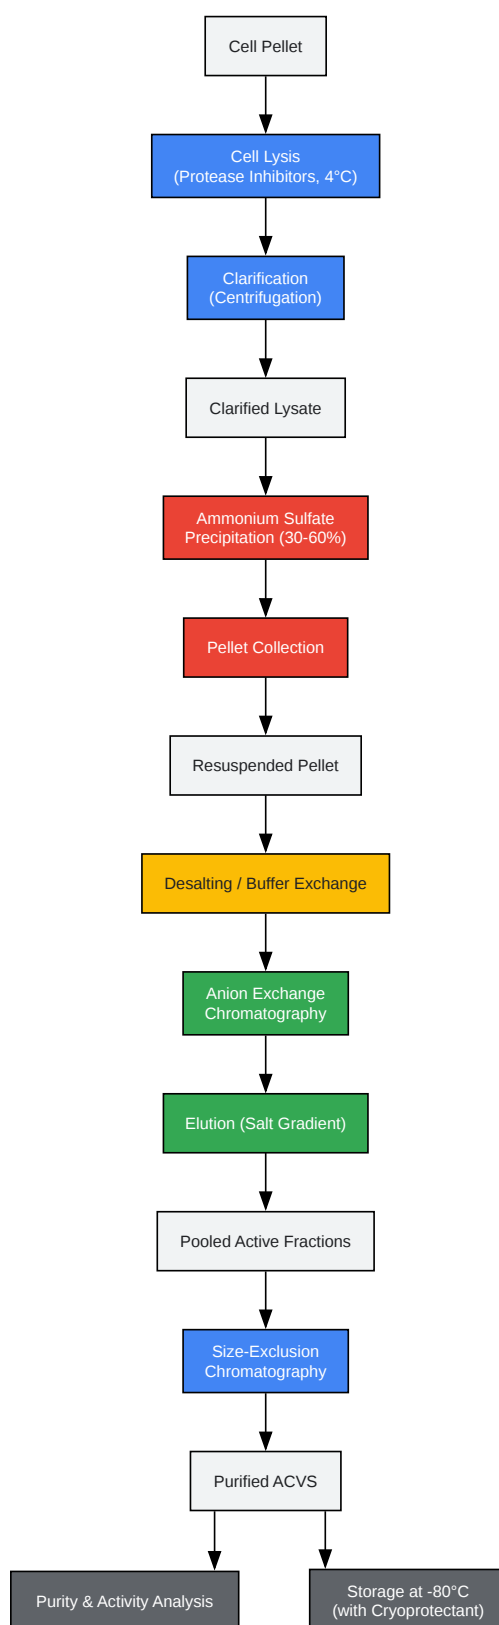 Cell Pellet
Cell Lysis
(Protease Inhibitors, 4°C)
Clarification
(Centrifugation)
Clarified Lysate
Ammonium Sulfate
Precipitation (30-60%)
Pellet Collection
Resuspended Pellet
Desalting / Buffer Exchange
Anion Exchange
Chromatography
Elution (Salt Gradient)
Pooled Active Fractions
Size-Exclusion
Chromatography
Purified ACVS
Purity & Activity Analysis
Storage at -80°C
(with Cryoprotectant)